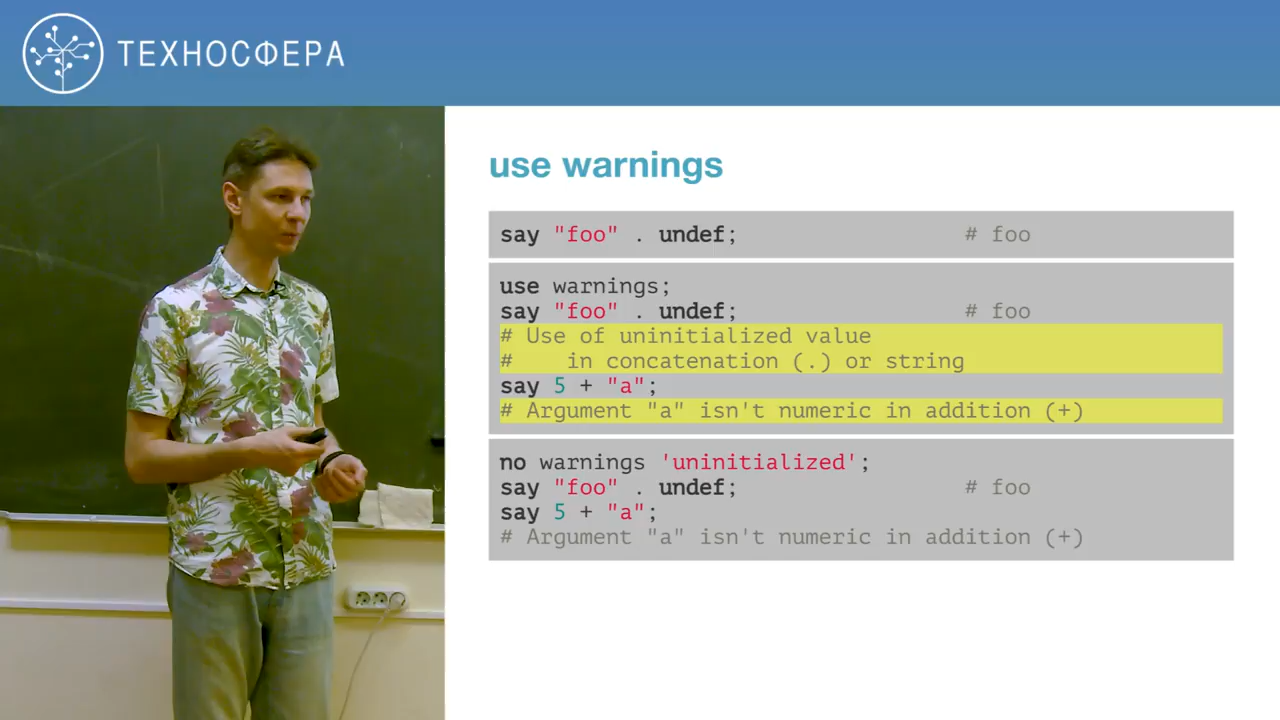 ТЕХНОСФЕРА
use warnings
say "foo" . undef; # foo
use warnings;
say "foo" . undef; # foo
# Use of uninitialized value
# in concatenation (.) or string
say 5 + "a";
# Argument "a" isn't numeric in addition (+)
no warnings 'uninitialized';
say "foo" . undef; # foo
say 5 + "a";
# Argument "a" isn't numeric in addition (+)